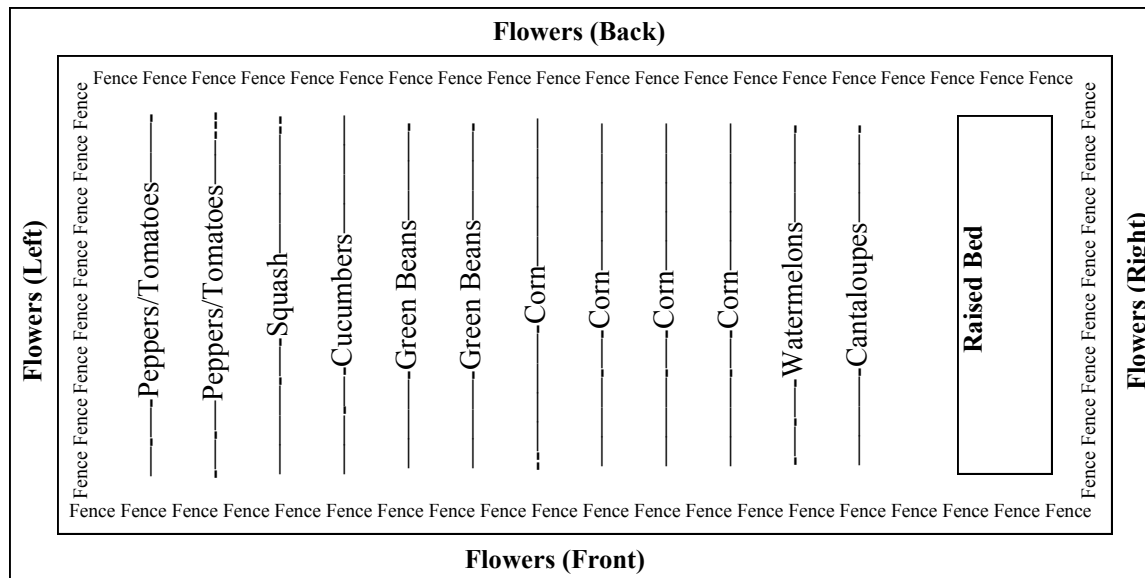 Flowers (Back)
Fence Fence Fence Fence Fence Fence Fence Fence Fence Fence Fence Fence Fence Fence Fence Fence Fence Fence Fence Fence
Flowers (Left)
Fence Fence Fence Fence Fence Fence Fence Fence Fence
Peppers/Tomatoes
Peppers/Tomatoes
Squash
Cucumbers
Green Beans
Green Beans
Corn
Corn
Corn
Corn
Watermelons
Cantaloupes
Raised Bed
Fence Fence Fence Fence Fence Fence Fence Fence Fence
Flowers (Right)
Fence Fence Fence Fence Fence Fence Fence Fence Fence Fence Fence Fence Fence Fence Fence Fence Fence Fence Fence Fence
Flowers (Front)